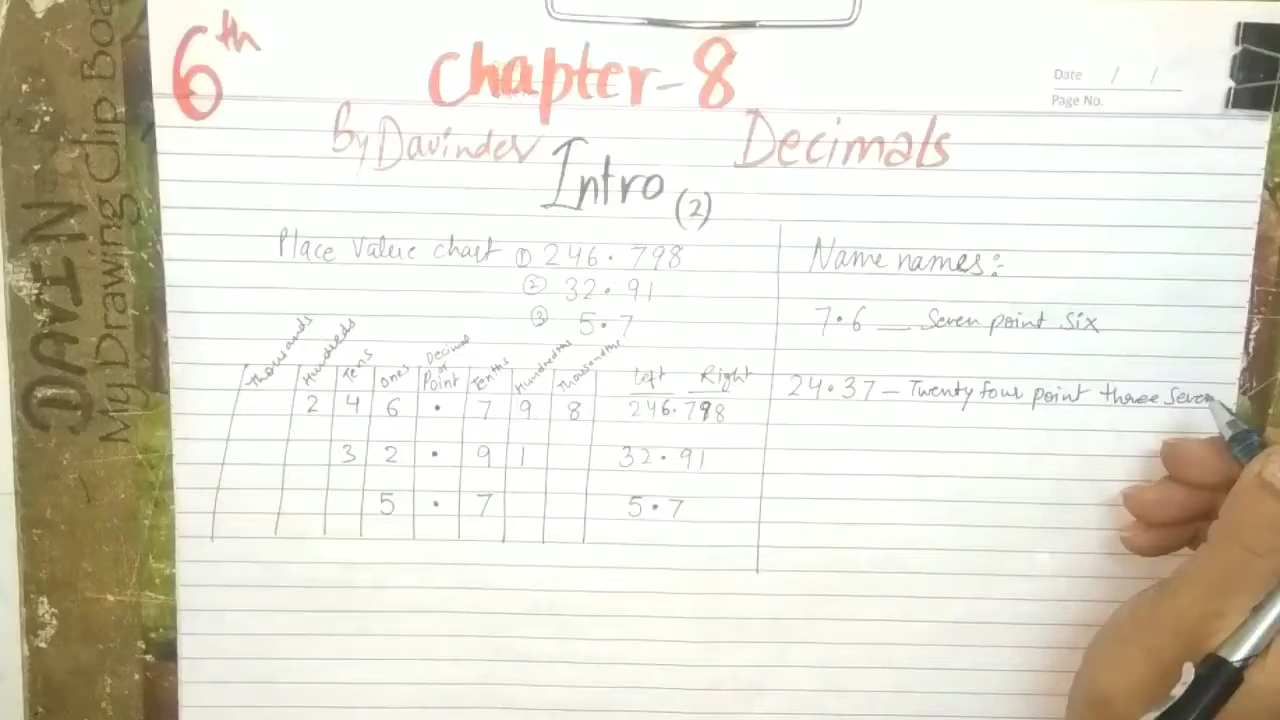 6th
Chapter-8
Date / /
Page No.
By Davinder
Decimals
Intro (2)
Place Value chart ① 246.798
② 32.91
③ 5.7
Thousands Hundreds Tens Ones Decimal or Point Tenths Hundredths Thousandths Left Right
2 4 6 . 7 9 8 246.798
3 2 . 9 1 32.91
5 . 7 5.7
Name names:
7.6 — Seven point six
24.37 — Twenty four point three seven
DAVIEN
My Drawing Clip Boa